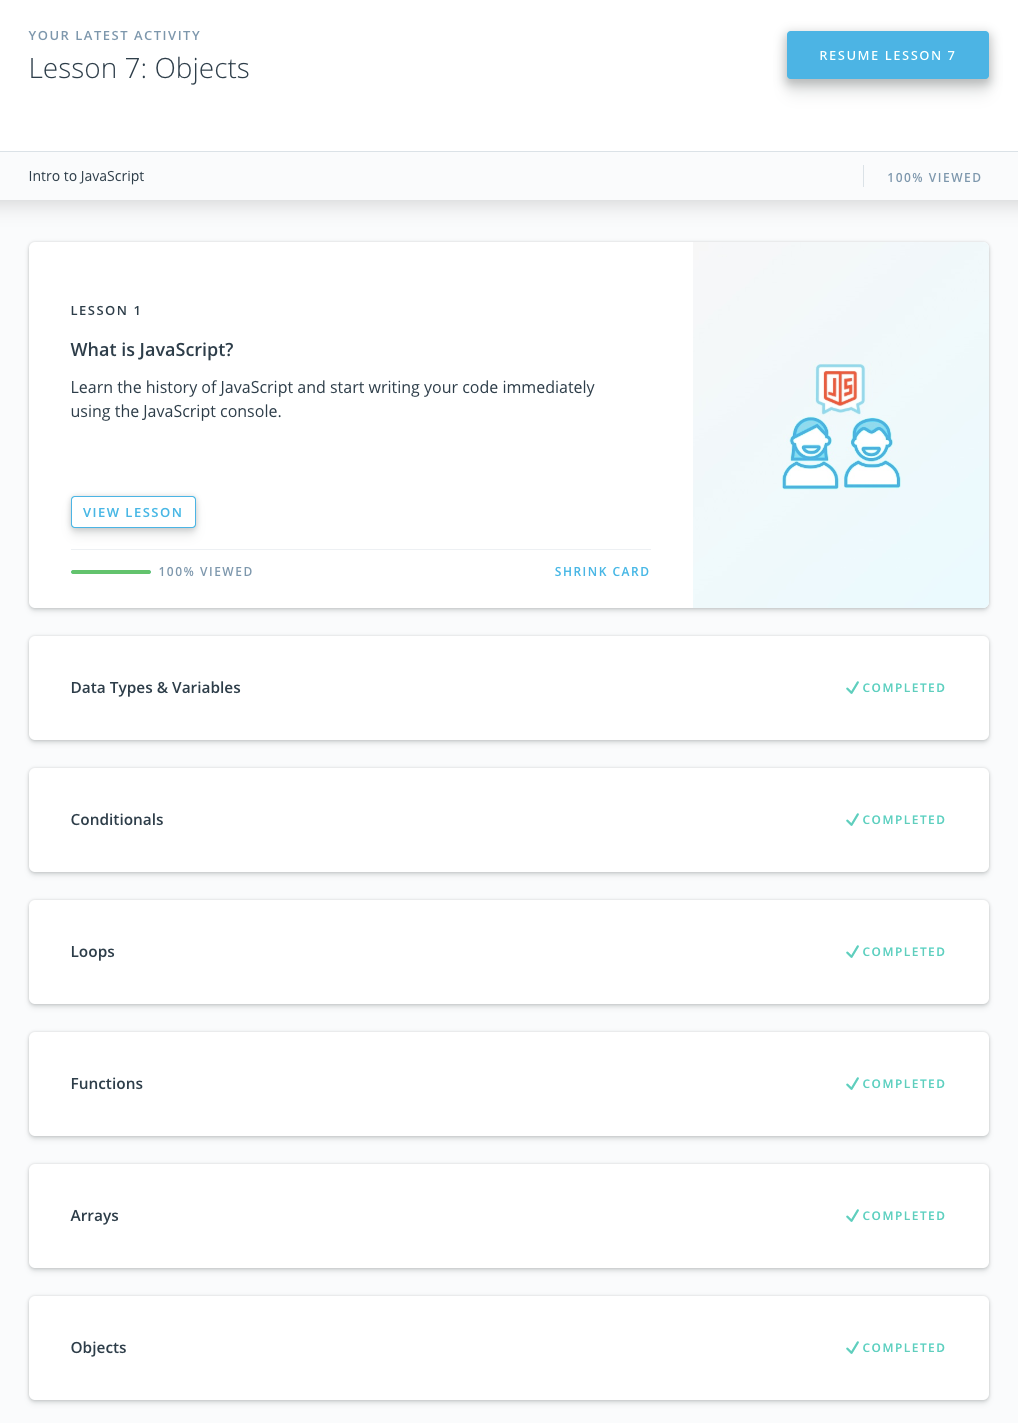 YOUR LATEST ACTIVITY
Lesson 7: Objects
RESUME LESSON 7
Intro to JavaScript
100% VIEWED
LESSON 1
What is JavaScript?
Learn the history of JavaScript and start writing your code immediately
using the JavaScript console.
JS
VIEW LESSON
100% VIEWED
SHRINK CARD
Data Types & Variables
COMPLETED
Conditionals
COMPLETED
Loops
COMPLETED
Functions
COMPLETED
Arrays
COMPLETED
Objects
COMPLETED